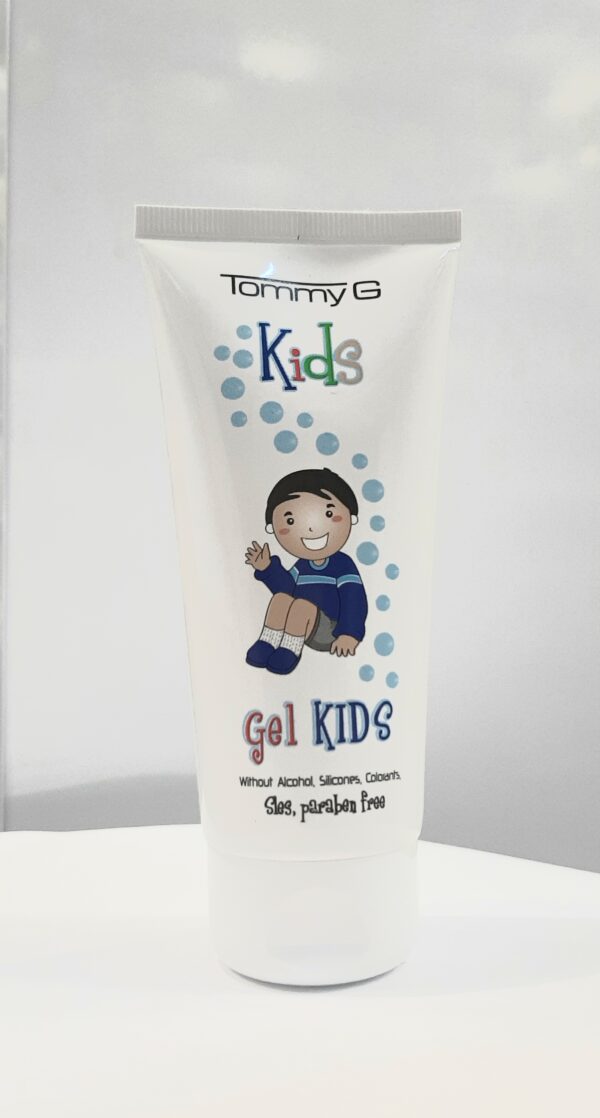 Tommy G
Kids
Gel KIDS
Without Alcohol, Silicones, Colorants,
Sles, paraben free